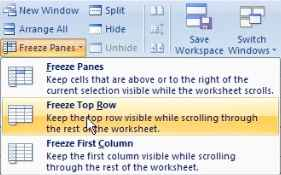 New Window
Split
Arrange All
Hide
Freeze Panes
Unhide
Save
Workspace
Switch
Windows
Freeze Panes
Keep cells that are above or to the right of the
current selection visible while the worksheet scrolls.
Freeze Top Row
Keep the top row visible while scrolling through
the rest of the worksheet.
Freeze First Column
Keep the first column visible while scrolling
through the rest of the worksheet.